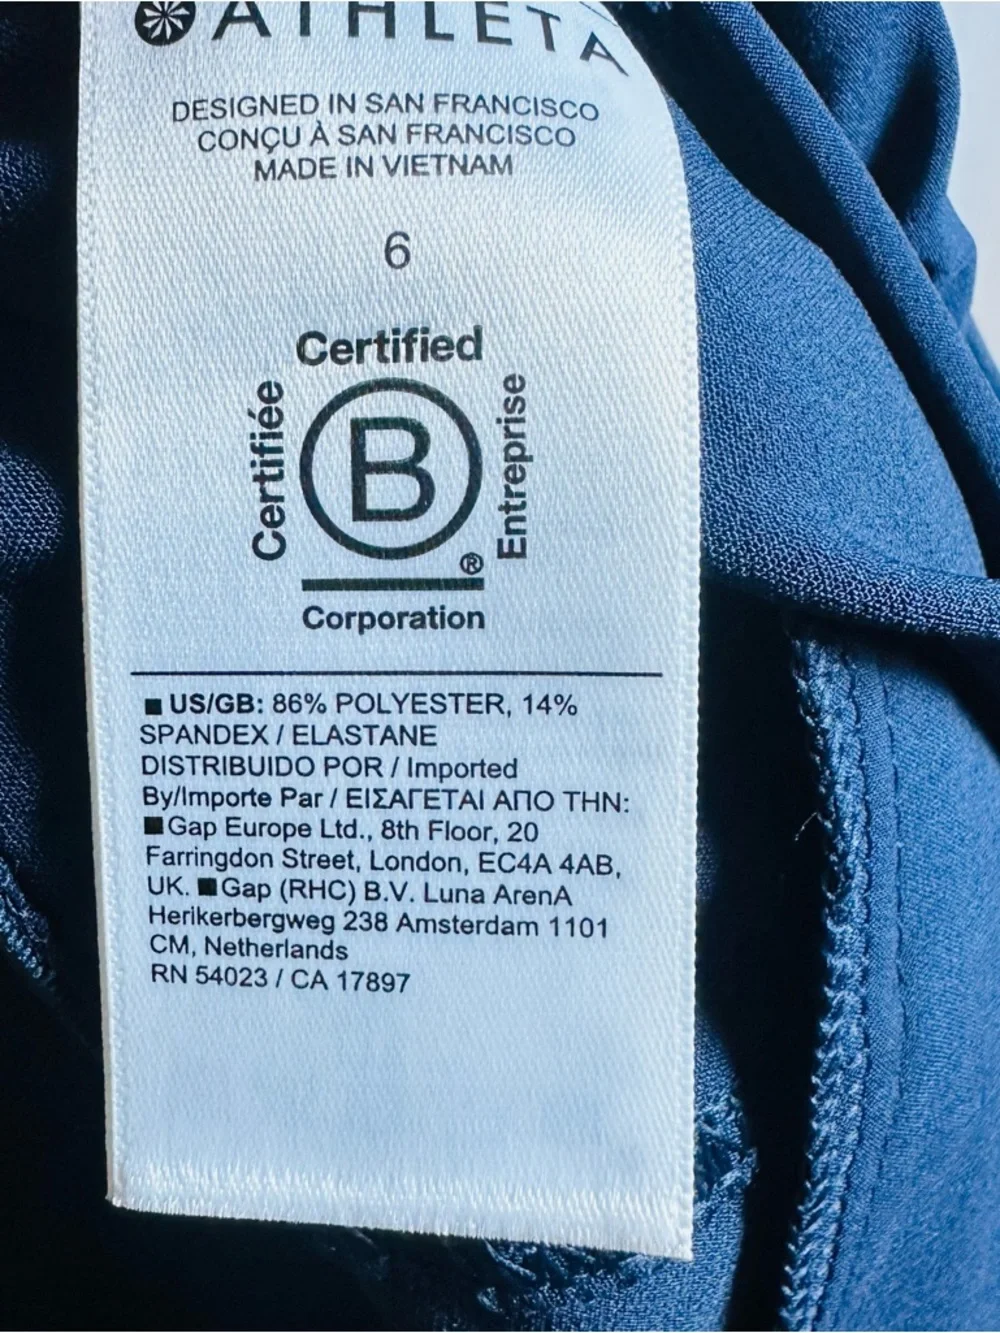 ATHLETA
DESIGNED IN SAN FRANCISCO
CONÇU À SAN FRANCISCO
MADE IN VIETNAM
6
Certified
Certifiée
B
Entreprise
®
Corporation
■ US/GB: 86% POLYESTER, 14%
SPANDEX / ELASTANE
DISTRIBUIDO POR / Imported
By/Importe Par / ΕΙΣΑΓΕΤΑΙ ΑΠΟ ΤΗΝ:
■Gap Europe Ltd., 8th Floor, 20
Farringdon Street, London, EC4A 4AB,
UK. ■Gap (RHC) B.V. Luna ArenA
Herikerbergweg 238 Amsterdam 1101
CM, Netherlands
RN 54023 / CA 17897